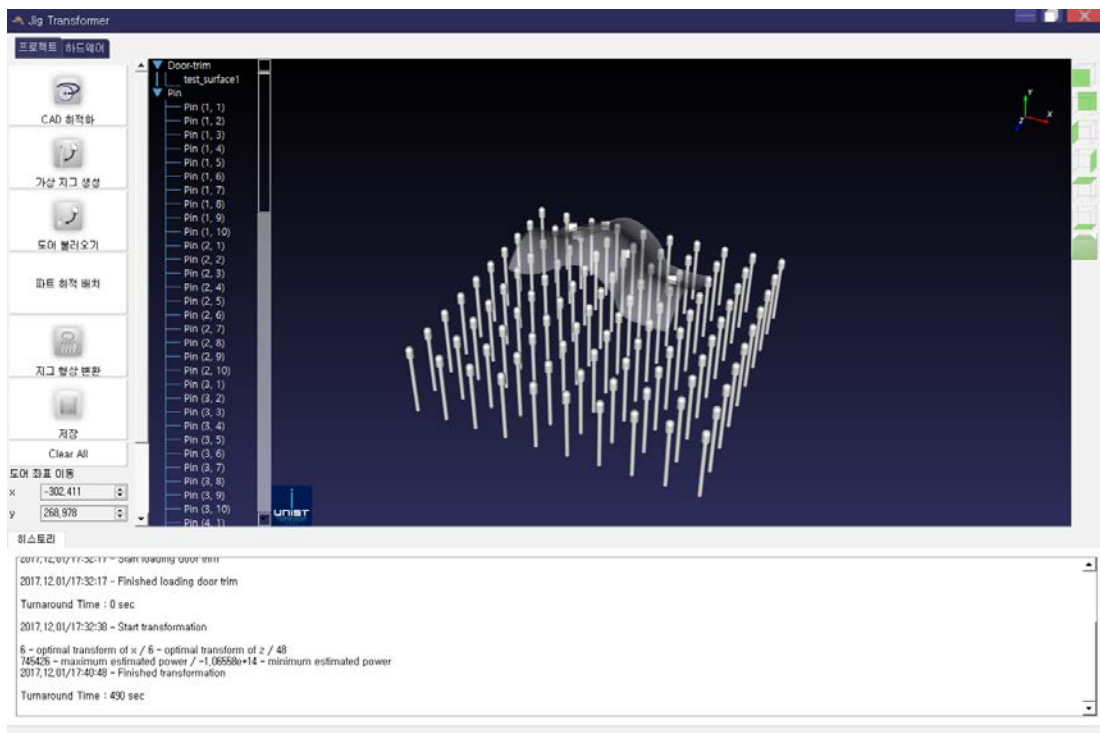 Jig Transformer
프로젝트 하드웨어
CAD 최적화
가상 지그 생성
도어 불러오기
파트 최적 배치
지그 형상 변환
저장
Clear All
도어 좌표 이동
x -302,411
y 268,978
Door-trim
test_surface1
Pin
Pin (1, 1)
Pin (1, 2)
Pin (1, 3)
Pin (1, 4)
Pin (1, 5)
Pin (1, 6)
Pin (1, 7)
Pin (1, 8)
Pin (1, 9)
Pin (1, 10)
Pin (2, 1)
Pin (2, 2)
Pin (2, 3)
Pin (2, 4)
Pin (2, 5)
Pin (2, 6)
Pin (2, 7)
Pin (2, 8)
Pin (2, 9)
Pin (2, 10)
Pin (3, 1)
Pin (3, 2)
Pin (3, 3)
Pin (3, 4)
Pin (3, 5)
Pin (3, 6)
Pin (3, 7)
Pin (3, 8)
Pin (3, 9)
Pin (3, 10)
Pin (4, 1)
Y
X
Z
UNIST
히스토리
2017,12,01/17:32:17 - Start loading door trim
2017,12,01/17:32:17 - Finished loading door trim
Turnaround Time : 0 sec
2017,12,01/17:32:38 - Start transformation
6 - optimal transform of x / 6 - optimal transform of z / 48
745426 - maximum estimated power / -1,06558e+14 - minimum estimated power
2017,12,01/17:40:48 - Finished transformation
Turnaround Time : 490 sec